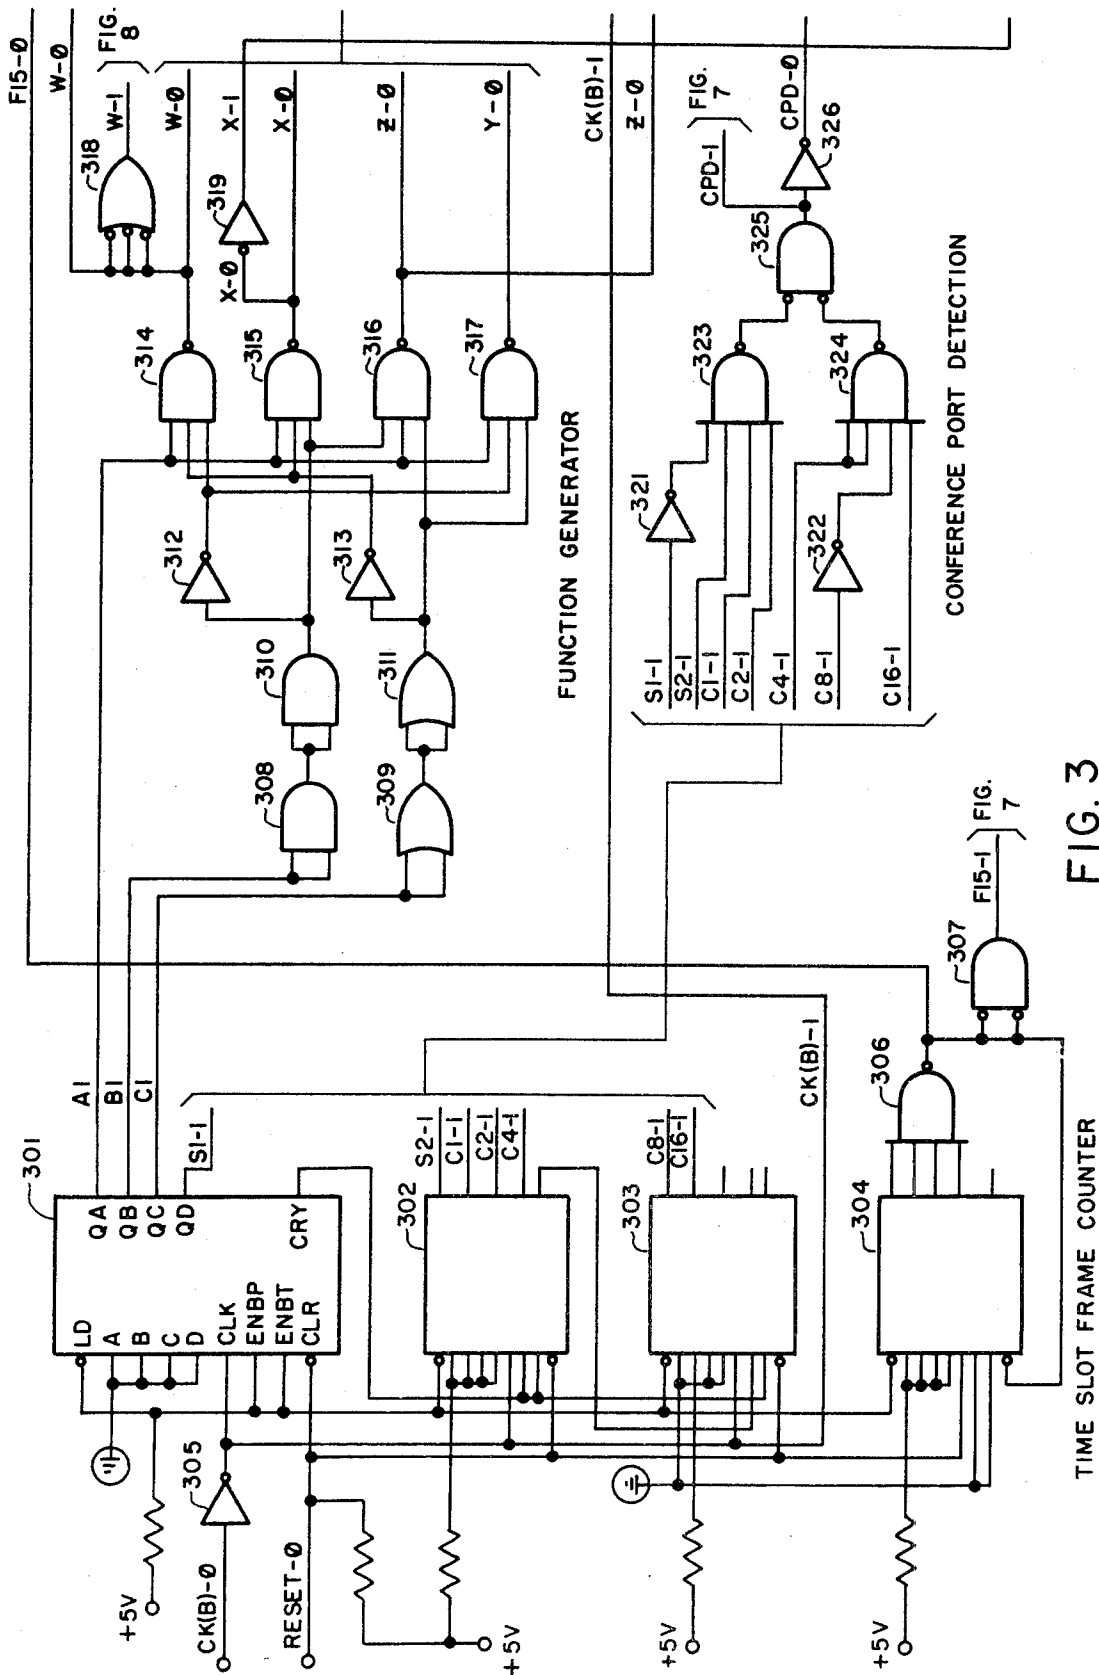 F15-0
W-0
FIG. 8
W-1
W-0
X-1
X-0
Z-0
Y-0
318
319
X-0
314
315
316
317
312
313
310
311
308
309
FUNCTION GENERATOR
CK(B)-1
Z-0
FIG. 7
CPD-1
CPD-0
326
325
323
324
321
322
S1-1
S2-1
C1-1
C2-1
C4-1
C8-1
C16-1
CONFERENCE PORT DETECTION
A1
B1
C1
S1-1
301
QA
QB
QC
QD
CRY
LD
A
B
C
D
CLK
ENBP
ENBT
CLR
S2-1
C1-1
C2-1
C4-1
302
C8-1
C16-1
303
304
CK(B)-1
306
307
F15-1
FIG. 7
305
+5V
CK(B)-0
RESET-0
+5V
+5V
+5V
TIME SLOT FRAME COUNTER
FIG. 3